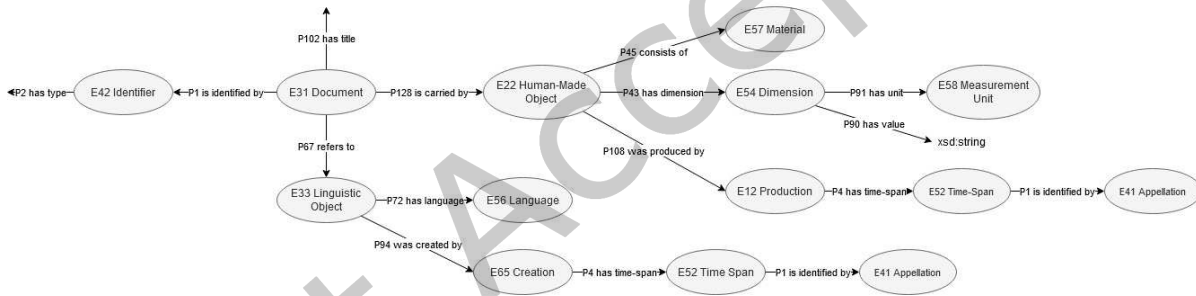 P102 has title
E57 Material
P45 consists of
P2 has type
E42 Identifier
P1 is identified by
E31 Document
P128 is carried by
E22 Human-Made
Object
P43 has dimension
E54 Dimension
P91 has unit
E58 Measurement
Unit
P90 has value
xsd:string
P67 refers to
P108 was produced by
E33 Linguistic
Object
P72 has language
E56 Language
E12 Production
P4 has time-span
E52 Time-Span
P1 is identified by
E41 Appellation
P94 was created by
E65 Creation
P4 has time-span
E52 Time Span
P1 is identified by
E41 Appellation